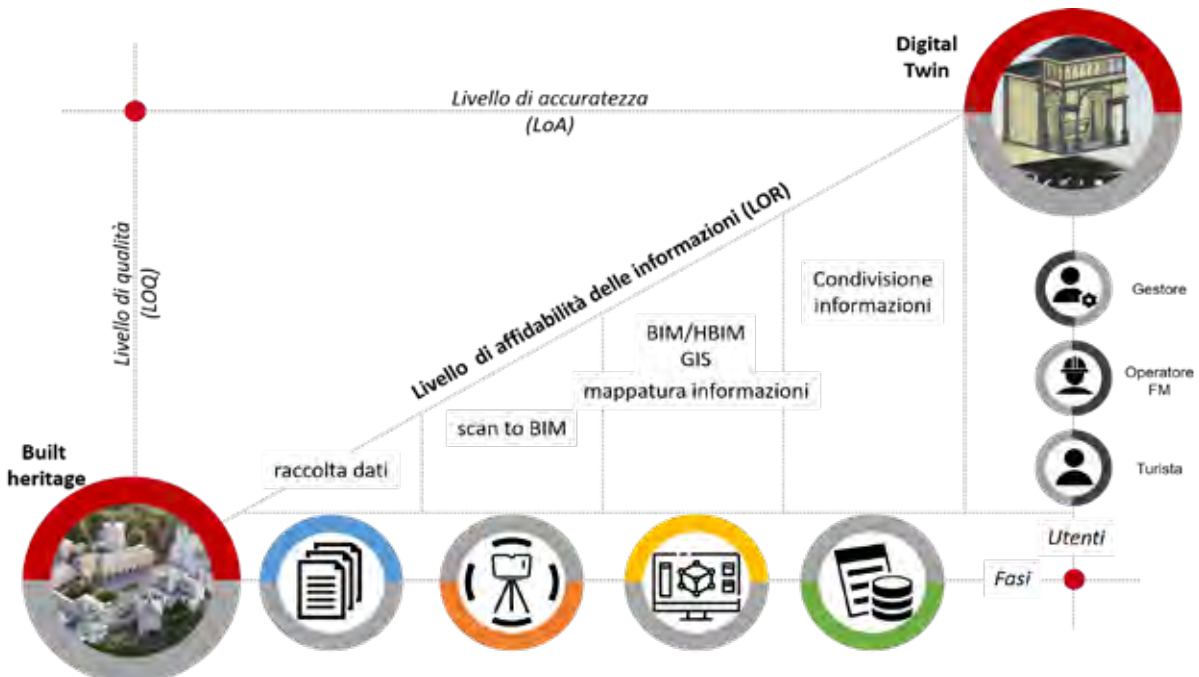 Digital
Twin
Livello di accuratezza
(LoA)
Livello di qualità
(LOQ)
Livello di affidabilità delle informazioni (LOR)
Condivisione
informazioni
BIM/HBIM
GIS
mappatura informazioni
scan to BIM
raccolta dati
Built
heritage
Gestore
Operatore
FM
Turista
Utenti
Fasi